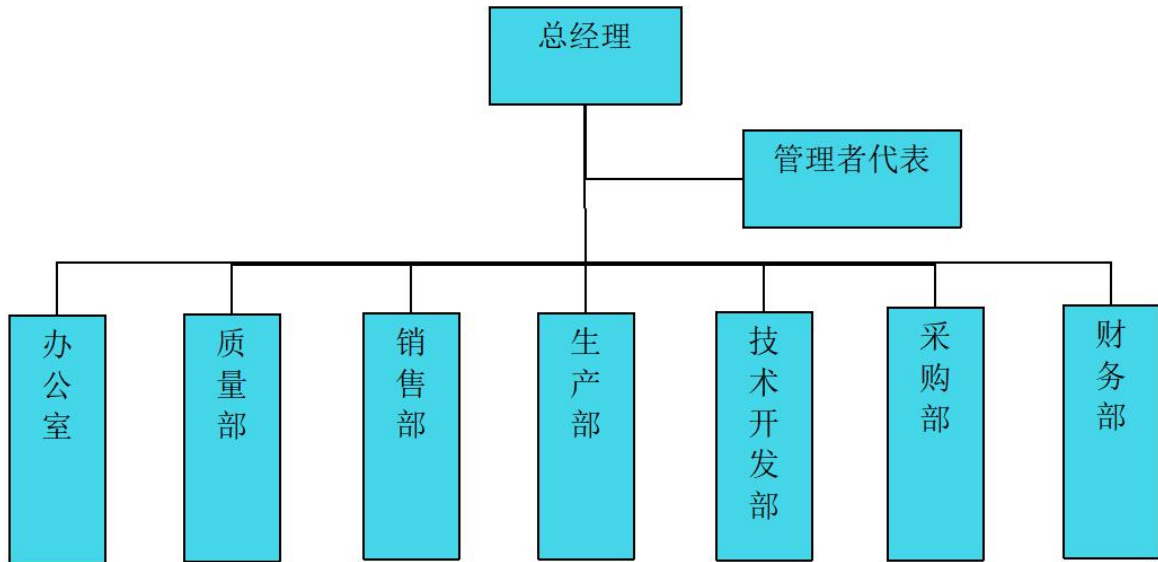 总经理
管理者代表
办公室
质量部
销售部
生产部
技术开发部
采购部
财务部